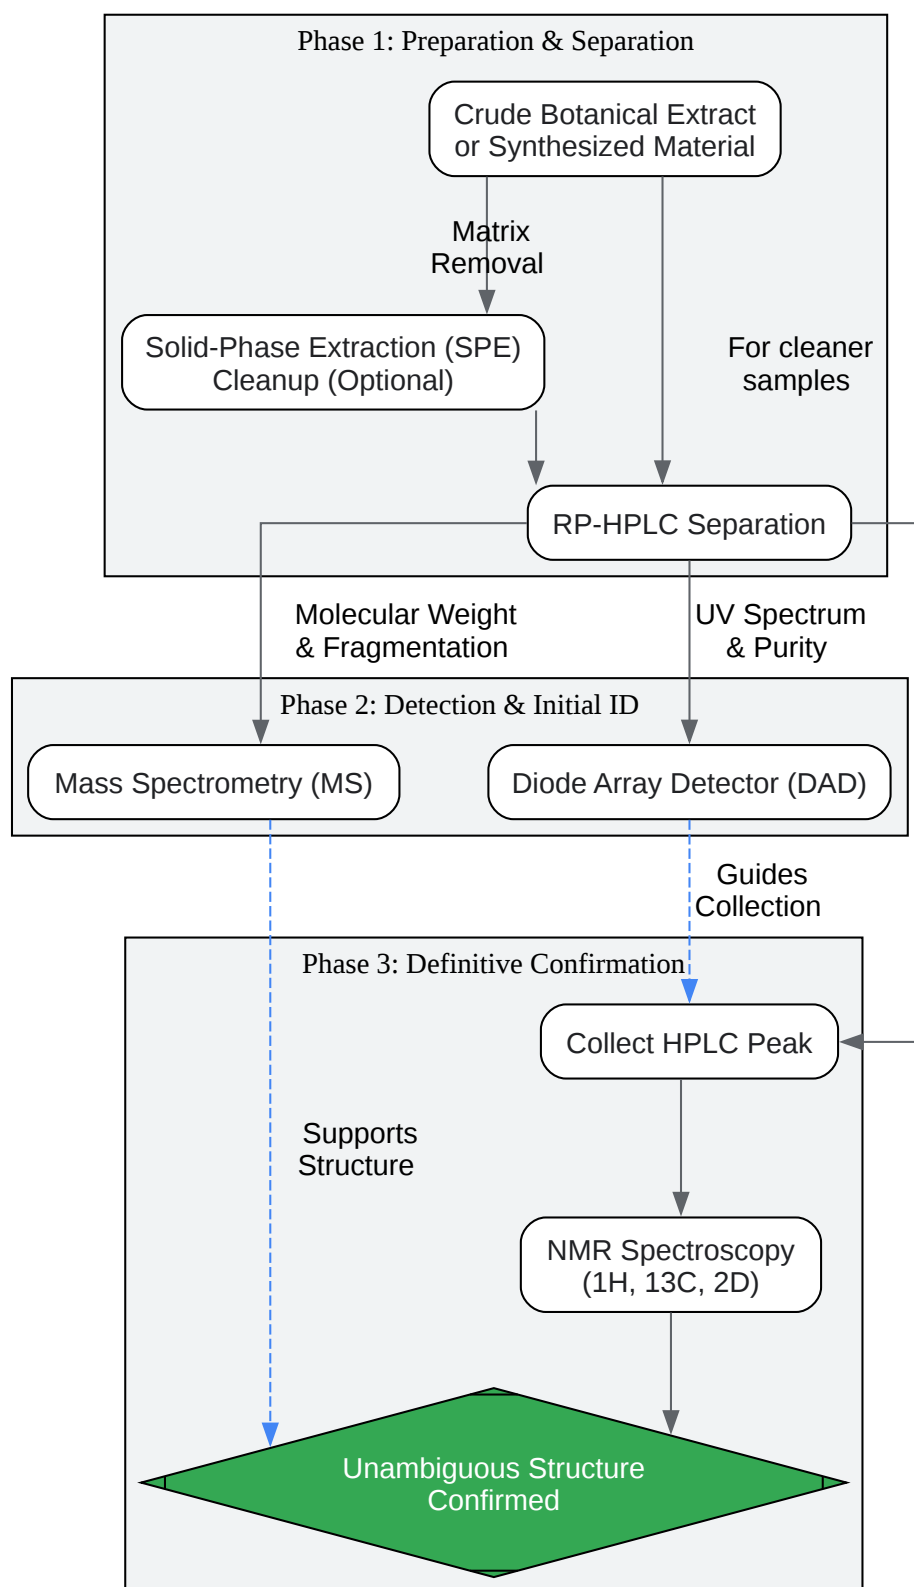 Phase 1: Preparation & Separation
Crude Botanical Extract
or Synthesized Material
Matrix
Removal
Solid-Phase Extraction (SPE)
Cleanup (Optional)
For cleaner
samples
RP-HPLC Separation
Molecular Weight
& Fragmentation
UV Spectrum
& Purity
Phase 2: Detection & Initial ID
Mass Spectrometry (MS)
Diode Array Detector (DAD)
Guides
Collection
Phase 3: Definitive Confirmation
Collect HPLC Peak
Supports
Structure
NMR Spectroscopy
(1H, 13C, 2D)
Unambiguous Structure
Confirmed